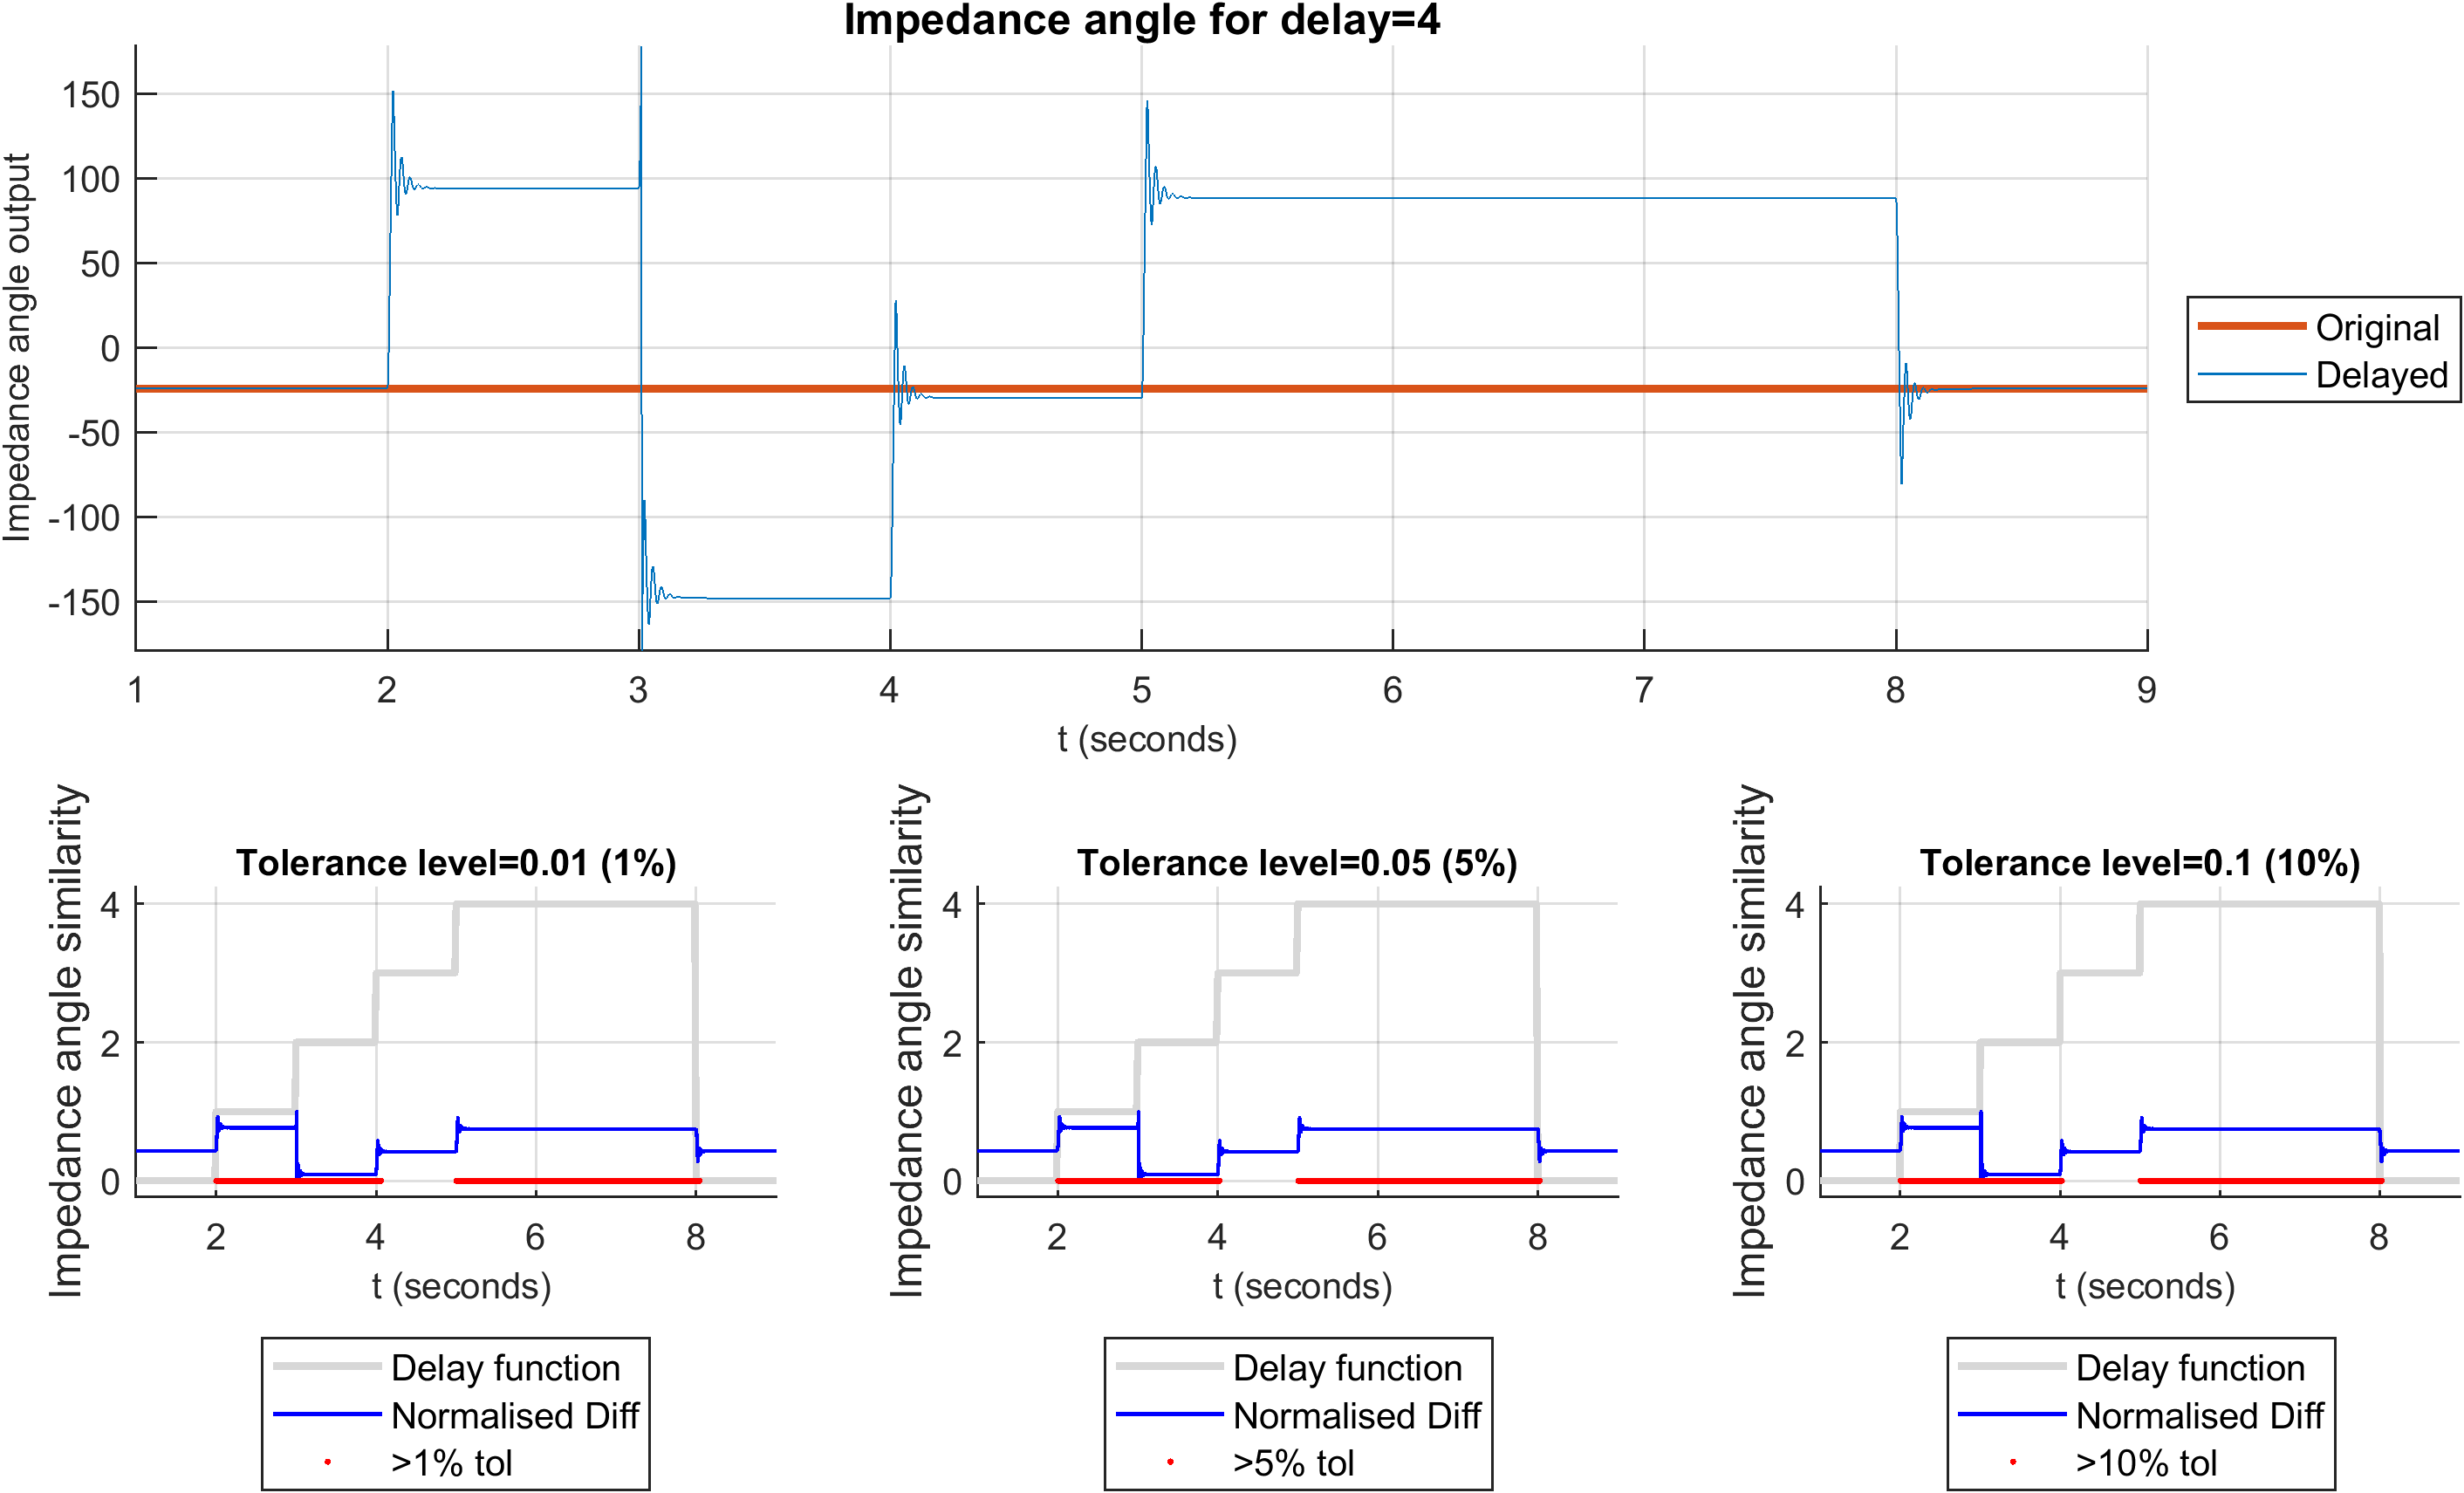 Impedance angle for delay=4
Impedance angle output
150
100
50
0
-50
-100
-150
1 2 3 4 5 6 7 8 9
t (seconds)
Original
Delayed
Impedance angle similarity
Tolerance level=0.01 (1%)
4
2
0
2 4 6 8
t (seconds)
Delay function
Normalised Diff
>1% tol
Impedance angle similarity
Tolerance level=0.05 (5%)
4
2
0
2 4 6 8
t (seconds)
Delay function
Normalised Diff
>5% tol
Impedance angle similarity
Tolerance level=0.1 (10%)
4
2
0
2 4 6 8
t (seconds)
Delay function
Normalised Diff
>10% tol